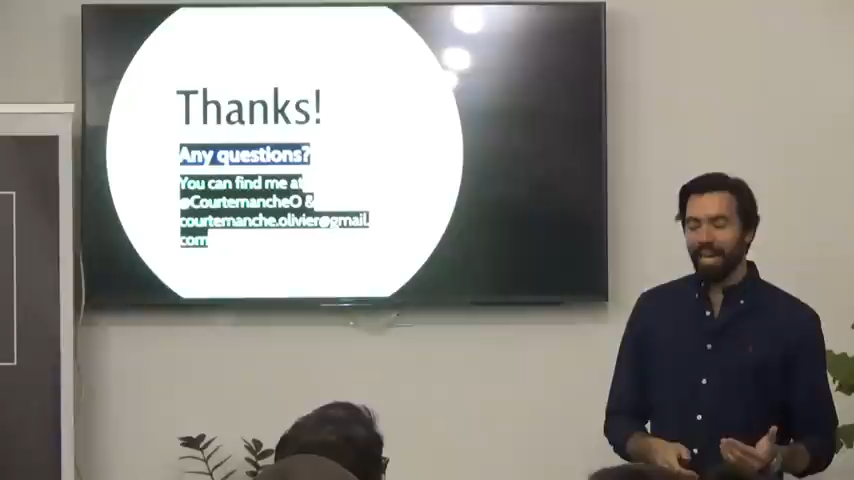 Thanks!
Any questions?
You can find me at
@CourtemancheO &
courtemanche.olivier@gmail.
com